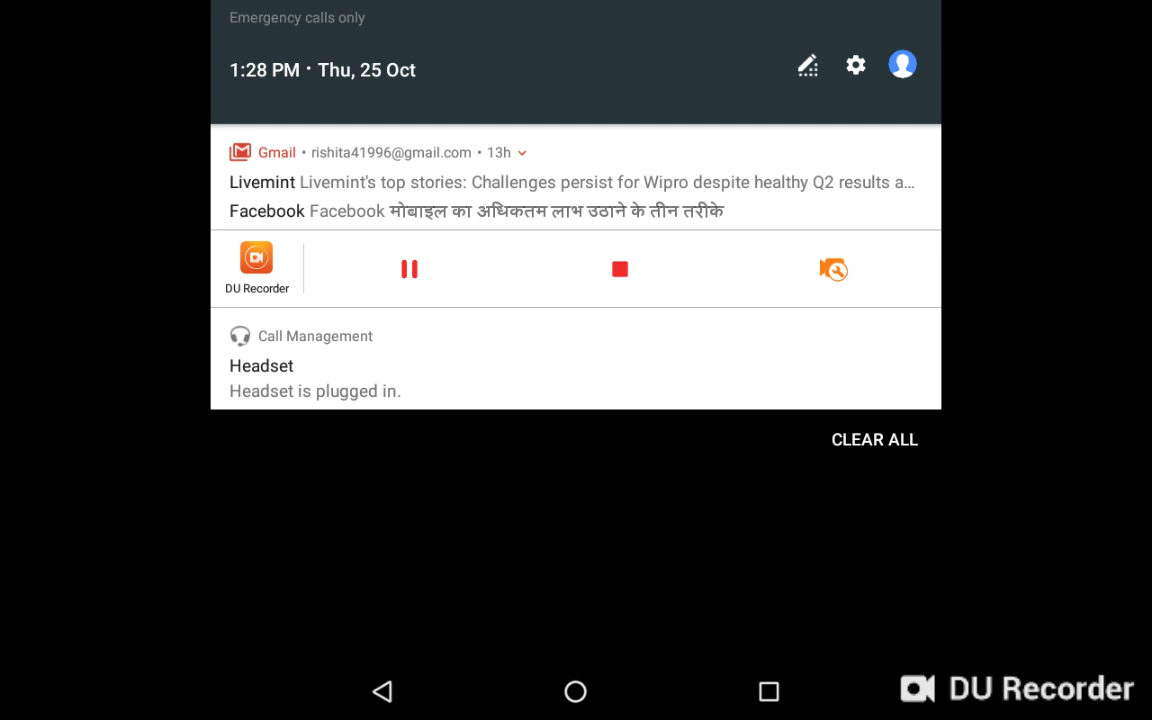 Emergency calls only
1:28 PM · Thu, 25 Oct
Gmail • rishita41996@gmail.com • 13h
Livemint Livemint's top stories: Challenges persist for Wipro despite healthy Q2 results a...
Facebook Facebook मोबाइल का अधिकतम लाभ उठाने के तीन तरीके
DU Recorder
Call Management
Headset
Headset is plugged in.
CLEAR ALL
DU Recorder